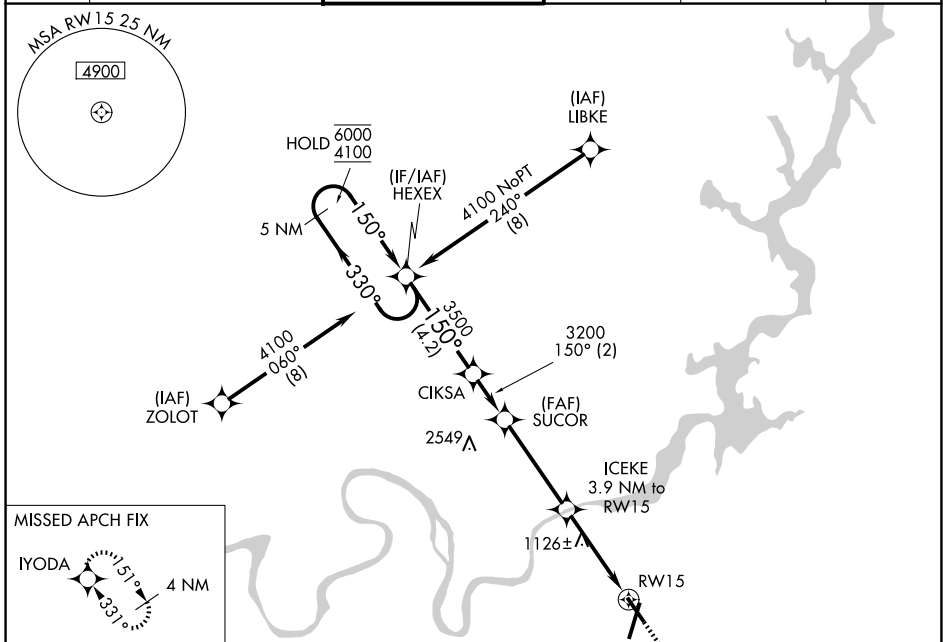 MSA RW15 25 NM
4900
(IAF)
LIBKE
HOLD 6000
4100
(IF/IAF)
HEXEX
4100 NoPT
240°
(8)
5 NM
150°
330°
3500
150°
(4.2)
4100
060°
(8)
3200
150° (2)
(IAF)
ZOLOT
CIKSA
(FAF)
SUCOR
2549
ICEKE
3.9 NM to
RW15
1126±
RW15
MISSED APCH FIX
IYODA
151°
4 NM
331°